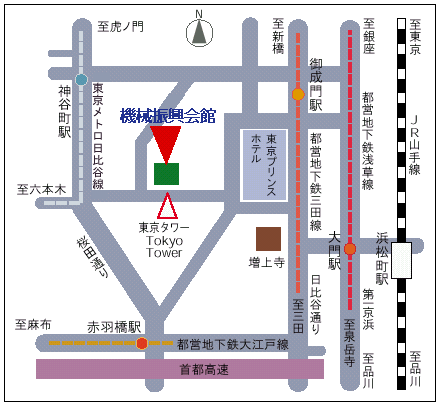 至虎ノ門
N
至新橋
至銀座
至東京
神谷町駅
東京メトロ日比谷線
機械振興会館
御成門駅
都営地下鉄浅草線
JR山手線
東京プリンス
ホテル
都営地下鉄三田線
至六本木
東京タワー
Tokyo
Tower
桜田通り
増上寺
大門駅
浜松町駅
日比谷通り
第一京浜
至三田
至泉岳寺
至品川
至品川
至麻布
赤羽橋駅
都営地下鉄大江戸線
首都高速